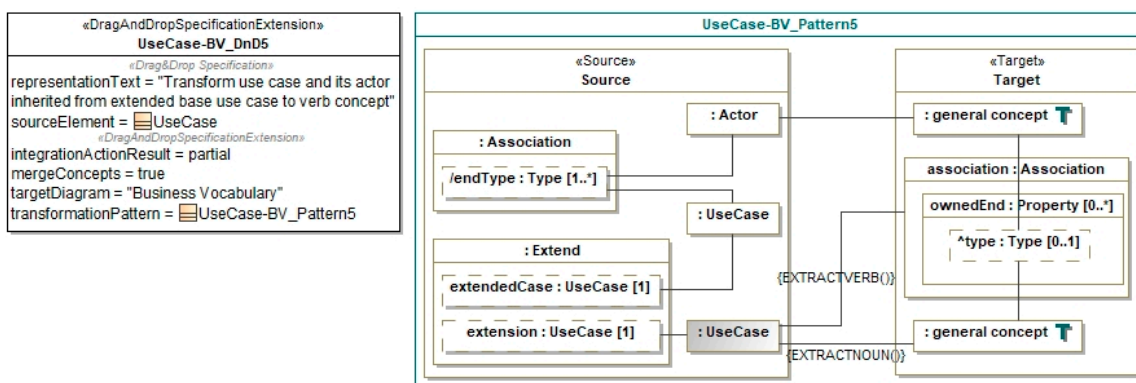 «DragAndDropSpecificationExtension»
UseCase-BV_DnD5
«Drag&Drop Specification»
representationText = "Transform use case and its actor
inherited from extended base use case to verb concept"
sourceElement = UseCase
«DragAndDropSpecificationExtension»
integrationActionResult = partial
mergeConcepts = true
targetDiagram = "Business Vocabulary"
transformationPattern = UseCase-BV_Pattern5
UseCase-BV_Pattern5
«Source»
Source
: Actor
: Association
/endType : Type [1..*]
: UseCase
: Extend
extendedCase : UseCase [1]
extension : UseCase [1]
: UseCase
{EXTRACTVERB()}
{EXTRACTNOUN()}
«Target»
Target
: general concept
association : Association
ownedEnd : Property [0..*]
^type : Type [0..1]
: general concept